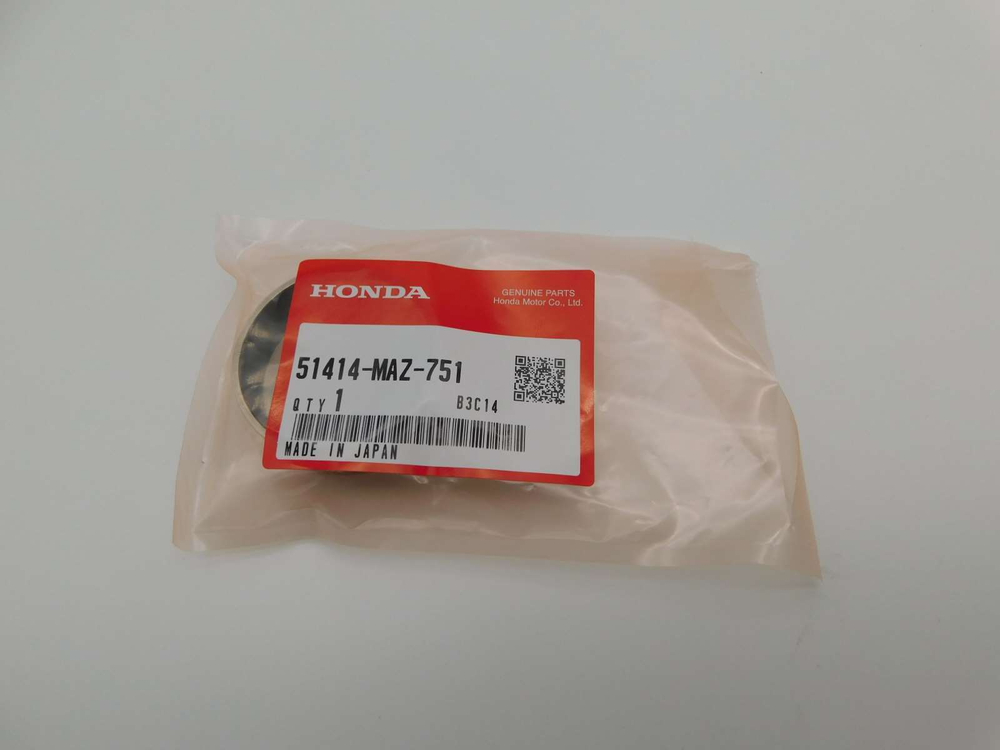 HONDA
GENUINE PARTS
Honda Motor Co., Ltd.
51414-MAZ-751
QTY 1 B3C14
MADE IN JAPAN